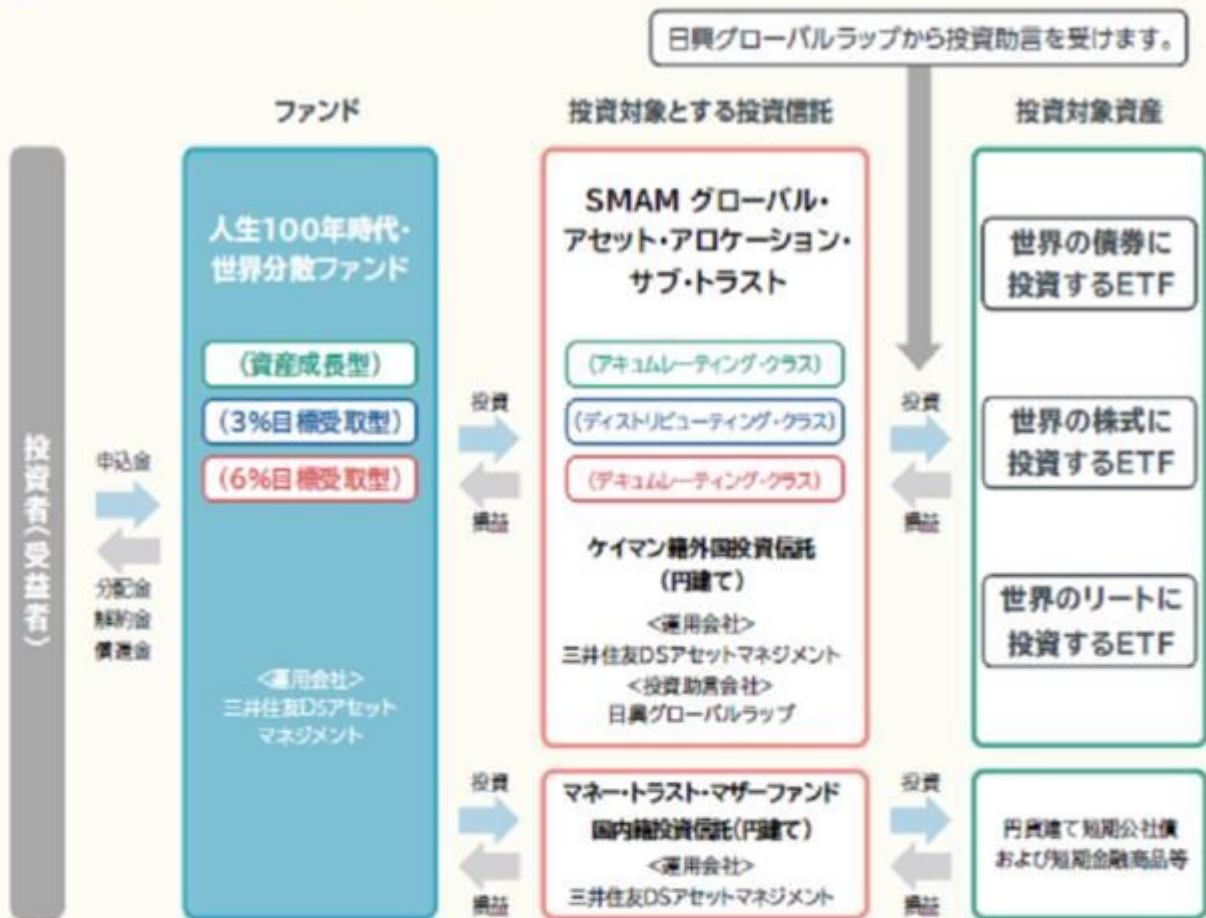 日興グローバルラップから投資助言を受けます。
ファンド
投資対象とする投資信託
投資対象資産
投資者(受益者)
申込金
分配金
解約金
償還金
人生100年時代・
世界分散ファンド
(資産成長型)
(3%目標受取型)
(6%目標受取型)
<運用会社>
三井住友DSアセット
マネジメント
投資
損益
SMAM グローバル・
アセット・アロケーション・
サブ・トラスト
(アキュムレーティング・クラス)
(ディストリビューティング・クラス)
(デキュムレーティング・クラス)
ケイマン籍外国投資信託
(円建て)
<運用会社>
三井住友DSアセットマネジメント
<投資助言会社>
日興グローバルラップ
投資
損益
世界の債券に
投資するETF
世界の株式に
投資するETF
世界のリートに
投資するETF
投資
損益
マネー・トラスト・マザーファンド
国内籍投資信託(円建て)
<運用会社>
三井住友DSアセットマネジメント
投資
損益
円貨建て短期公社債
および短期金融商品等